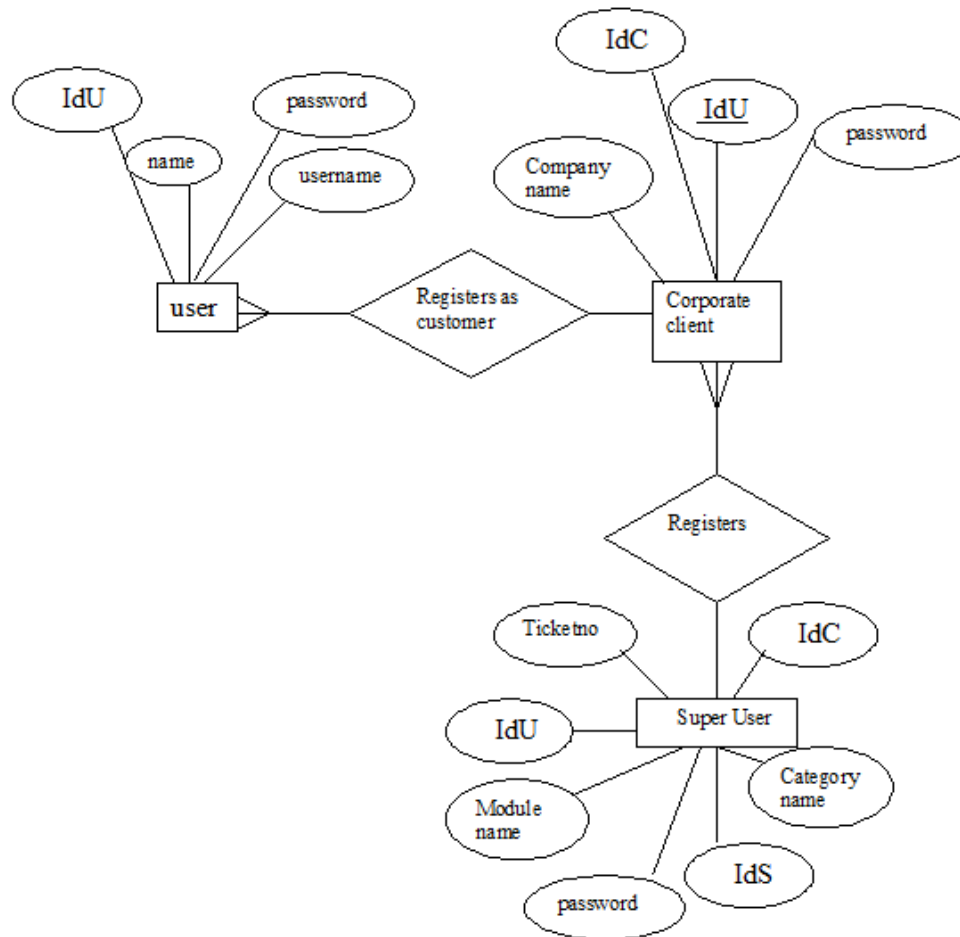 IdC
IdU
password
IdU
password
name
username
Company
name
user
Registers as
customer
Corporate
client
Registers
Ticketno
IdC
Super User
IdU
Category
name
Module
name
IdS
password